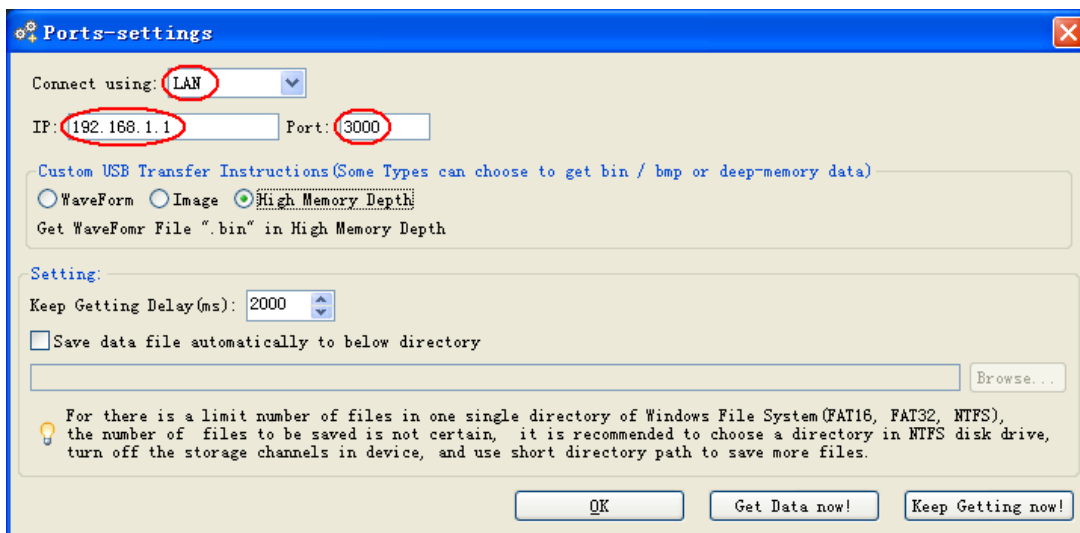 Ports-settings
Connect using: LAN
IP: 192.168.1.1 Port: 3000
Custom USB Transfer Instructions(Some Types can choose to get bin / bmp or deep-memory data)
WaveForm Image High Memory Depth
Get WaveFomr File ".bin" in High Memory Depth
Setting:
Keep Getting Delay(ms): 2000
Save data file automatically to below directory
Browse...
For there is a limit number of files in one single directory of Windows File System(FAT16, FAT32, NTFS),
the number of files to be saved is not certain, it is recommended to choose a directory in NTFS disk drive,
turn off the storage channels in device, and use short directory path to save more files.
OK Get Data now! Keep Getting now!